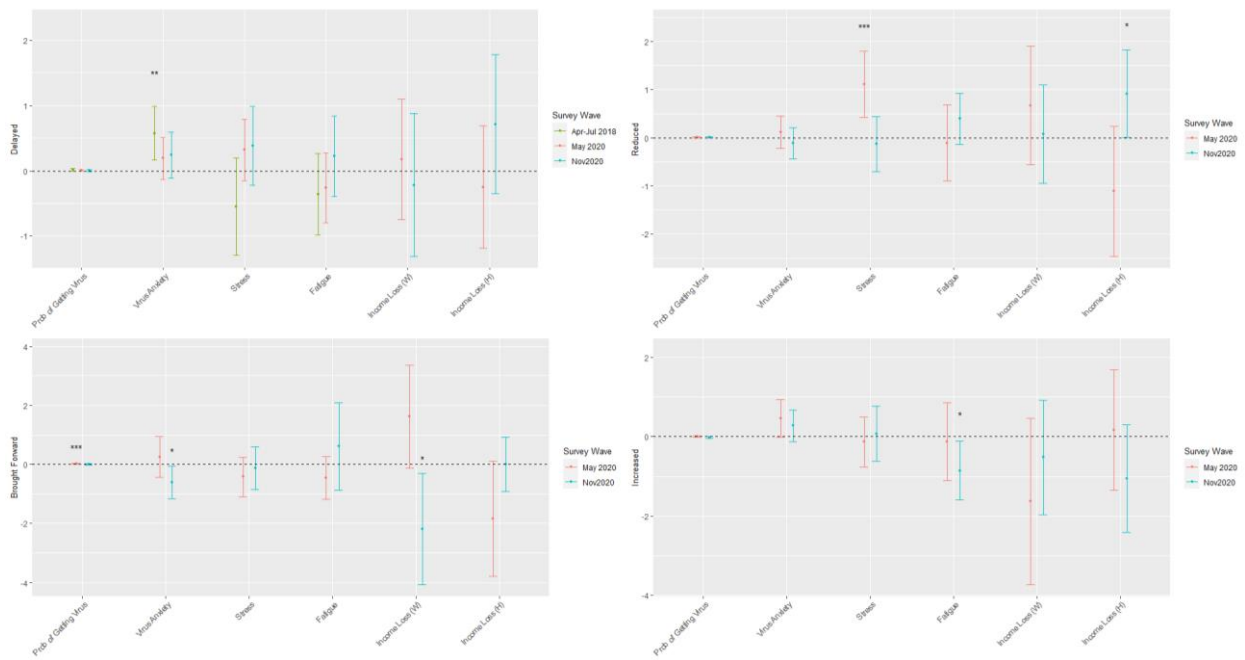 2
1
0
-1
Delayed
**
Prob of Getting Virus
Virus Anxiety
Stress
Fatigue
Income Loss (W)
Income Loss (H)
Survey Wave
Apr-Jul 2018
May 2020
Nov2020
2
1
0
-1
-2
Reduced
***
*
Prob of Getting Virus
Virus Anxiety
Stress
Fatigue
Income Loss (W)
Income Loss (H)
Survey Wave
May 2020
Nov2020
4
2
0
-2
-4
Brought Forward
***
*
*
Prob of Getting Virus
Virus Anxiety
Stress
Fatigue
Income Loss (W)
Income Loss (H)
Survey Wave
May 2020
Nov2020
2
0
-2
-4
Increased
*
Prob of Getting Virus
Virus Anxiety
Stress
Fatigue
Income Loss (W)
Income Loss (H)
Survey Wave
May 2020
Nov2020